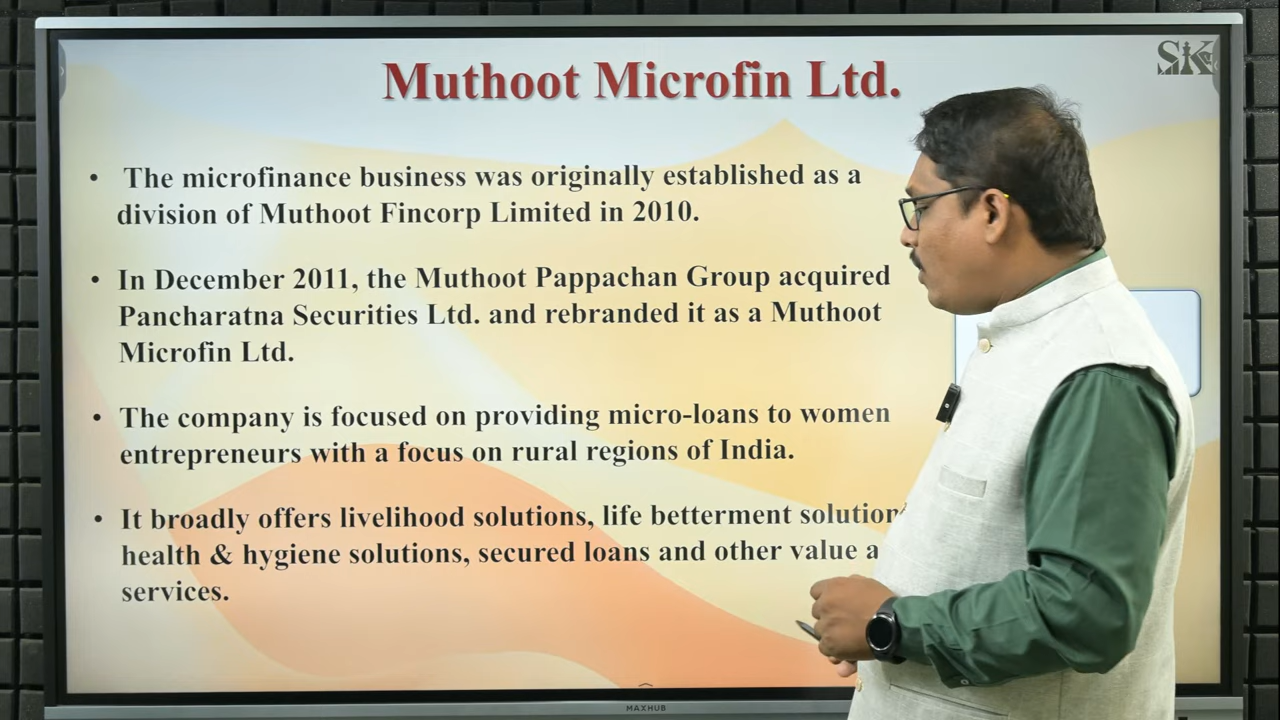 SK
Muthoot Microfin Ltd.
• The microfinance business was originally established as a
division of Muthoot Fincorp Limited in 2010.
• In December 2011, the Muthoot Pappachan Group acquired
Pancharatna Securities Ltd. and rebranded it as a Muthoot
Microfin Ltd.
• The company is focused on providing micro-loans to women
entrepreneurs with a focus on rural regions of India.
• It broadly offers livelihood solutions, life betterment solution
health & hygiene solutions, secured loans and other value a
services.
MAXHUB